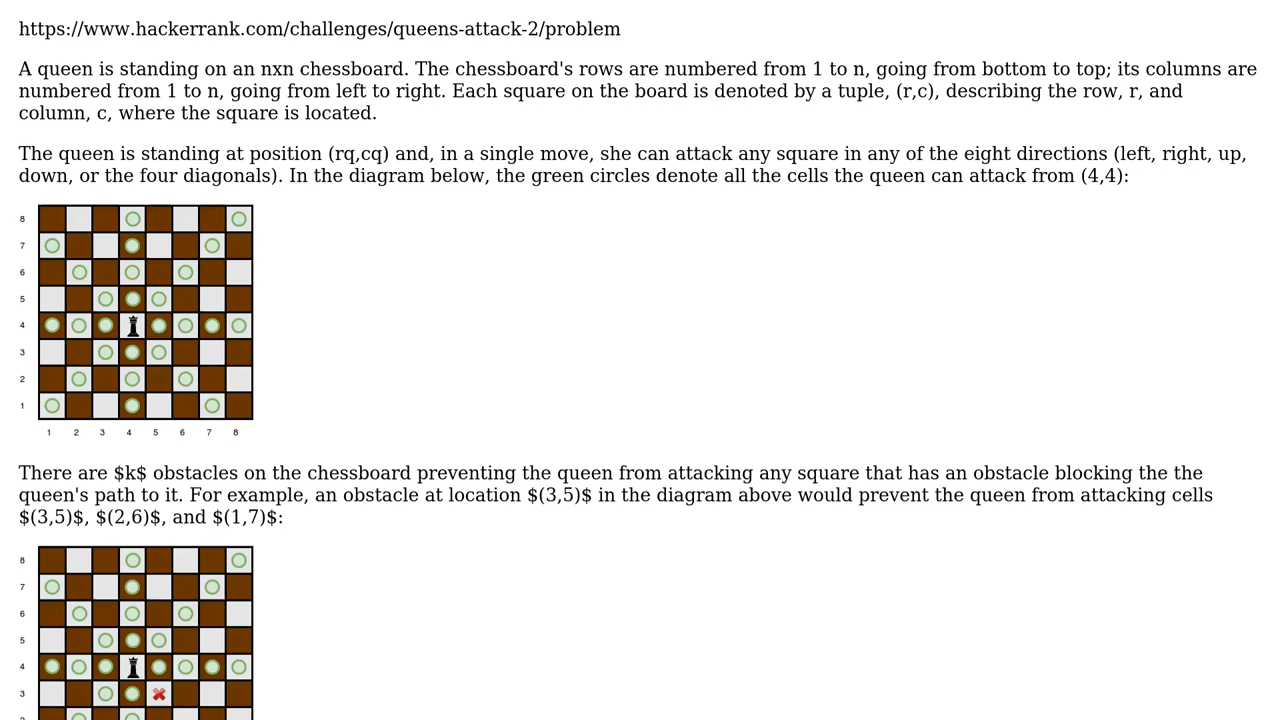 https://www.hackerrank.com/challenges/queens-attack-2/problem
A queen is standing on an nxn chessboard. The chessboard's rows are numbered from 1 to n, going from bottom to top; its columns are
numbered from 1 to n, going from left to right. Each square on the board is denoted by a tuple, (r,c), describing the row, r, and
column, c, where the square is located.
The queen is standing at position (rq,cq) and, in a single move, she can attack any square in any of the eight directions (left, right, up,
down, or the four diagonals). In the diagram below, the green circles denote all the cells the queen can attack from (4,4):
8
7
6
5
4
3
2
1
1 2 3 4 5 6 7 8
There are $k$ obstacles on the chessboard preventing the queen from attacking any square that has an obstacle blocking the the
queen's path to it. For example, an obstacle at location $(3,5)$ in the diagram above would prevent the queen from attacking cells
$(3,5)$, $(2,6)$, and $(1,7)$:
8
7
6
5
4
3
2